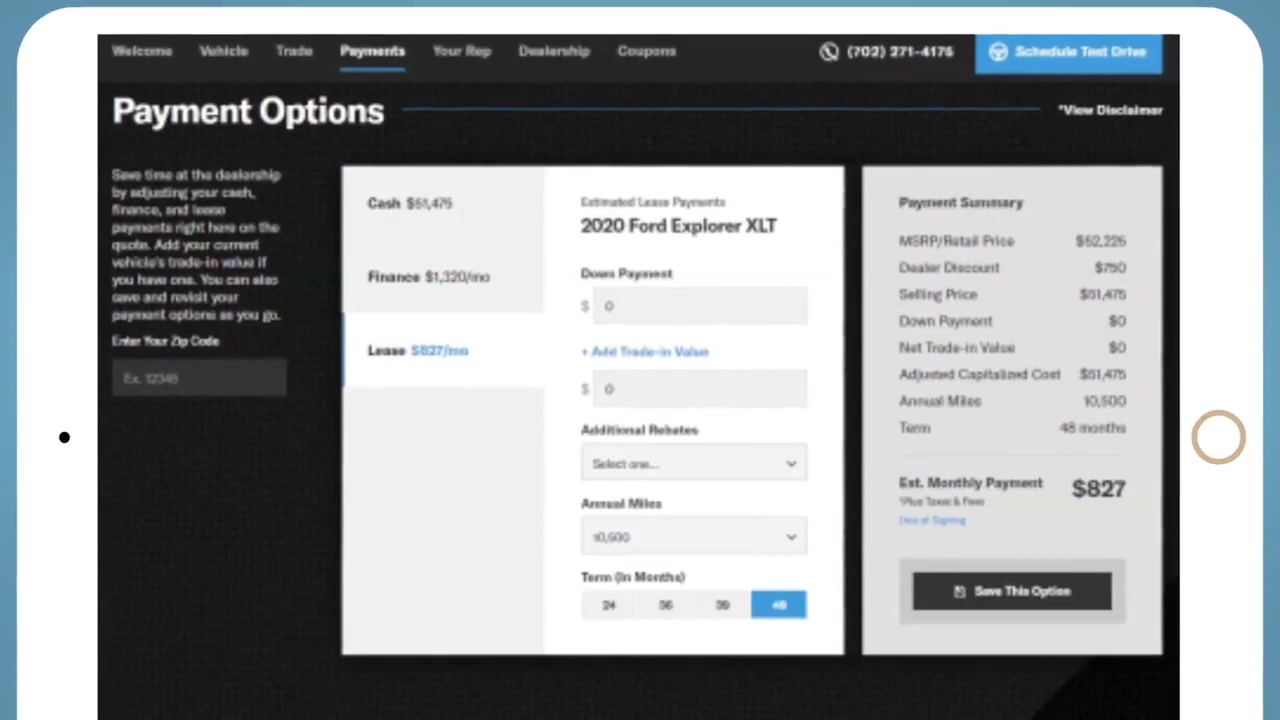 Welcome Vehicle Trade Payments Your Rep Dealership Coupons (702) 271-4175 Schedule Test Drive
Payment Options
*View Disclaimer
Save time at the dealership
by adjusting your cash,
finance, and lease
payments right here on the
quote. Add your current
vehicle's trade-in value if
you have one. You can also
save and revisit your
payment options as you go.
Enter Your Zip Code
Ex. 12345
Cash $51,475
Finance $1,320/mo
Lease $827/mo
Estimated Lease Payments
2020 Ford Explorer XLT
Down Payment
$ 0
+ Add Trade-in Value
$ 0
Additional Rebates
Select one...
Annual Miles
10,500
Term (In Months)
24 36 39 48
Payment Summary
MSRP/Retail Price $52,225
Dealer Discount $750
Selling Price $51,475
Down Payment $0
Net Trade-in Value $0
Adjusted Capitalized Cost $51,475
Annual Miles 10,500
Term 48 months
Est. Monthly Payment $827
*Plus Taxes & Fees
Due at Signing
Save This Option